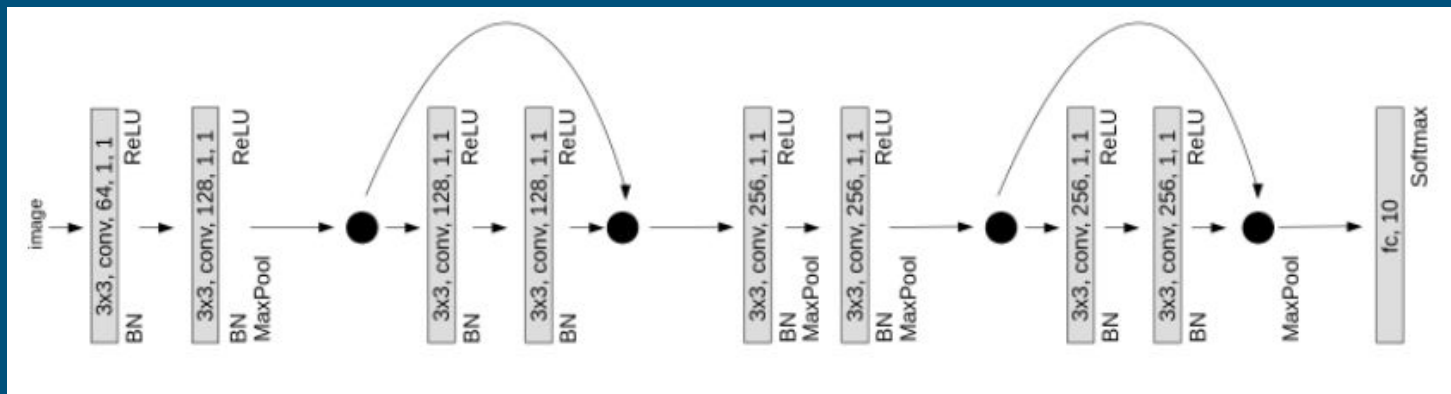 image
3x3, conv, 64, 1, 1
BN
ReLU
3x3, conv, 128, 1, 1
BN
ReLU
MaxPool
3x3, conv, 128, 1, 1
BN
ReLU
3x3, conv, 128, 1, 1
BN
ReLU
3x3, conv, 256, 1, 1
BN
ReLU
MaxPool
3x3, conv, 256, 1, 1
BN
ReLU
MaxPool
3x3, conv, 256, 1, 1
BN
ReLU
3x3, conv, 256, 1, 1
BN
ReLU
MaxPool
fc, 10
Softmax